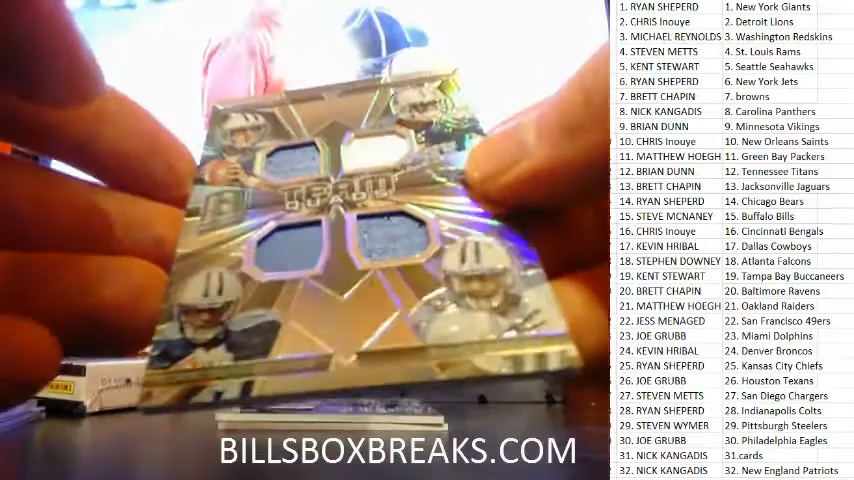 TEAM
QUADS
PANINI
BILLSBOXBREAKS.COM
1. RYAN SHEPERD 1. New York Giants
2. CHRIS Inouye 2. Detroit Lions
3. MICHAEL REYNOLDS 3. Washington Redskins
4. STEVEN METTS 4. St. Louis Rams
5. KENT STEWART 5. Seattle Seahawks
6. RYAN SHEPERD 6. New York Jets
7. BRETT CHAPIN 7. browns
8. NICK KANGADIS 8. Carolina Panthers
9. BRIAN DUNN 9. Minnesota Vikings
10. CHRIS Inouye 10. New Orleans Saints
11. MATTHEW HOEGH 11. Green Bay Packers
12. BRIAN DUNN 12. Tennessee Titans
13. BRETT CHAPIN 13. Jacksonville Jaguars
14. RYAN SHEPERD 14. Chicago Bears
15. STEVE MCNANEY 15. Buffalo Bills
16. CHRIS Inouye 16. Cincinnati Bengals
17. KEVIN HRIBAL 17. Dallas Cowboys
18. STEPHEN DOWNEY 18. Atlanta Falcons
19. KENT STEWART 19. Tampa Bay Buccaneers
20. BRETT CHAPIN 20. Baltimore Ravens
21. MATTHEW HOEGH 21. Oakland Raiders
22. JESS MENAGED 22. San Francisco 49ers
23. JOE GRUBB 23. Miami Dolphins
24. KEVIN HRIBAL 24. Denver Broncos
25. RYAN SHEPERD 25. Kansas City Chiefs
26. JOE GRUBB 26. Houston Texans
27. STEVEN METTS 27. San Diego Chargers
28. RYAN SHEPERD 28. Indianapolis Colts
29. STEVEN WYMER 29. Pittsburgh Steelers
30. JOE GRUBB 30. Philadelphia Eagles
31. NICK KANGADIS 31.cards
32. NICK KANGADIS 32. New England Patriots